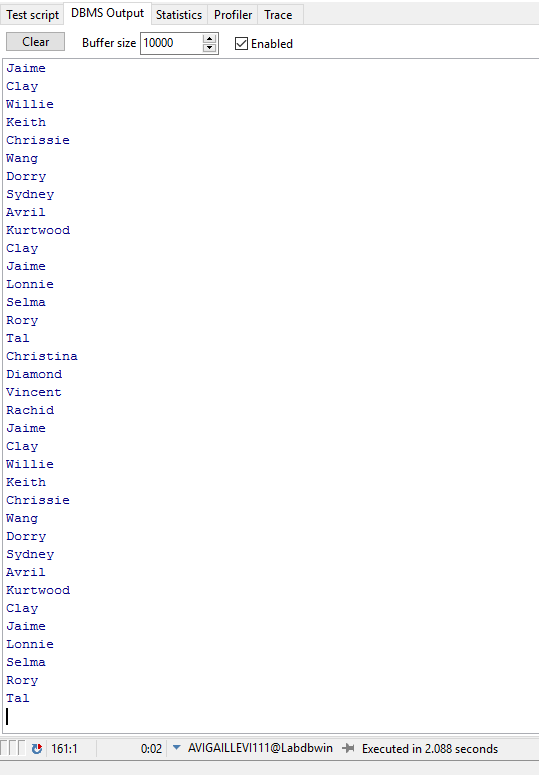 Test script DBMS Output Statistics Profiler Trace
Clear Buffer size 10000 Enabled
Jaime
Clay
Willie
Keith
Chrissie
Wang
Dorry
Sydney
Avril
Kurtwood
Clay
Jaime
Lonnie
Selma
Rory
Tal
Christina
Diamond
Vincent
Rachid
Jaime
Clay
Willie
Keith
Chrissie
Wang
Dorry
Sydney
Avril
Kurtwood
Clay
Jaime
Lonnie
Selma
Rory
Tal
161:1 0:02 AVIGAILLEVI111@Labdbwin Executed in 2.088 seconds